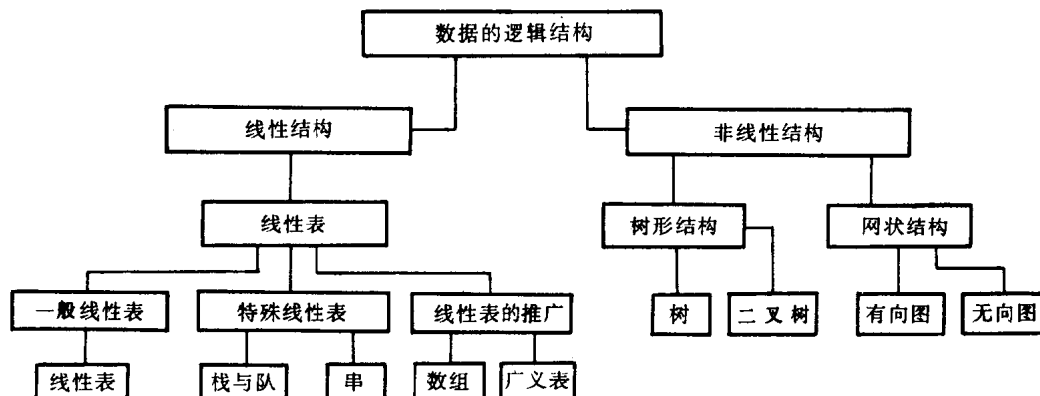 数据的逻辑结构
线性结构
非线性结构
线性表
树形结构
网状结构
一般线性表
特殊线性表
线性表的推广
树
二叉树
有向图
无向图
线性表
栈与队
串
数组
广义表